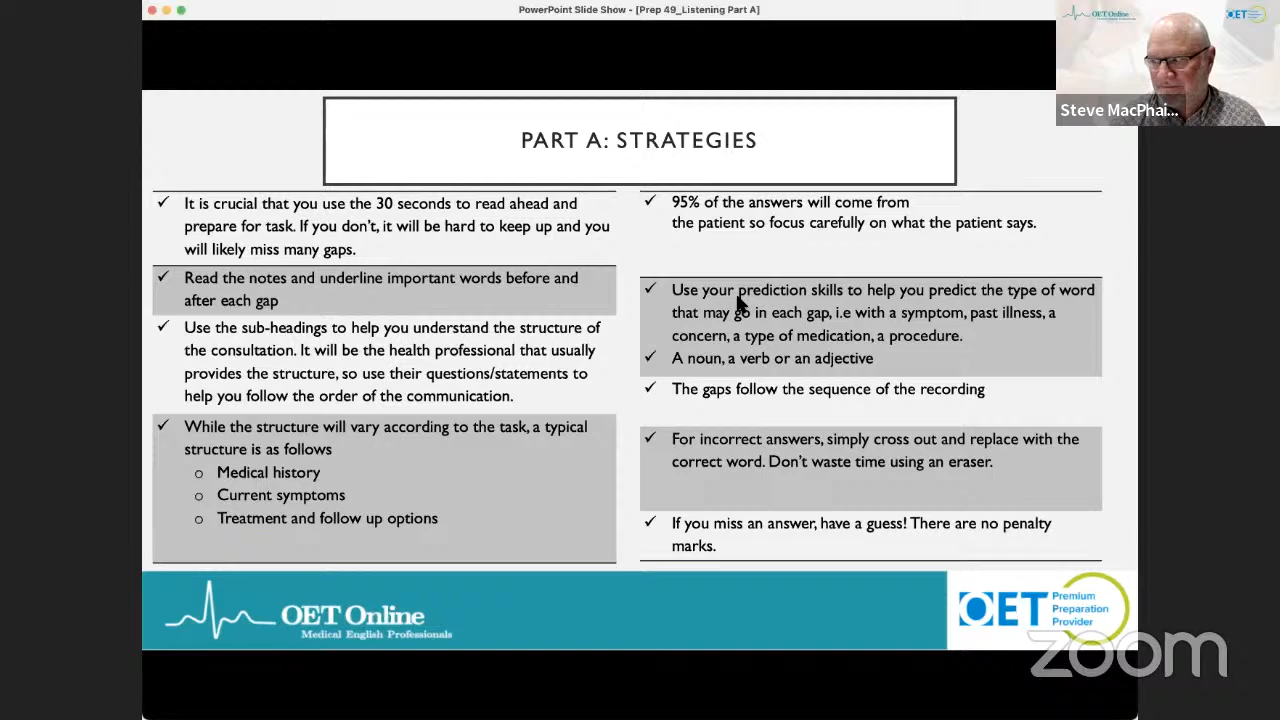 PowerPoint Slide Show - [Prep 49_Listening Part A]
OET Online
OET
Steve MacPhai...
PART A: STRATEGIES
✓ It is crucial that you use the 30 seconds to read ahead and
prepare for task. If you don't, it will be hard to keep up and you
will likely miss many gaps.
✓ Read the notes and underline important words before and
after each gap
✓ Use the sub-headings to help you understand the structure of
the consultation. It will be the health professional that usually
provides the structure, so use their questions/statements to
help you follow the order of the communication.
✓ While the structure will vary according to the task, a typical
structure is as follows
o Medical history
o Current symptoms
o Treatment and follow up options
✓ 95% of the answers will come from
the patient so focus carefully on what the patient says.
✓ Use your prediction skills to help you predict the type of word
that may go in each gap, i.e with a symptom, past illness, a
concern, a type of medication, a procedure.
✓ A noun, a verb or an adjective
✓ The gaps follow the sequence of the recording
✓ For incorrect answers, simply cross out and replace with the
correct word. Don't waste time using an eraser.
✓ If you miss an answer, have a guess! There are no penalty
marks.
OET Online
Medical English Professionals
OET
Premium
Preparation
Provider
zoom